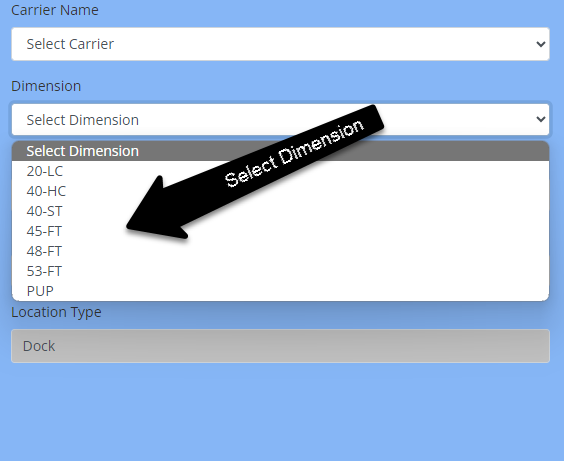 Carrier Name
Select Carrier
Dimension
Select Dimension
Select Dimension
Select Dimension
20-LC
40-HC
40-ST
45-FT
48-FT
53-FT
PUP
Location Type
Dock